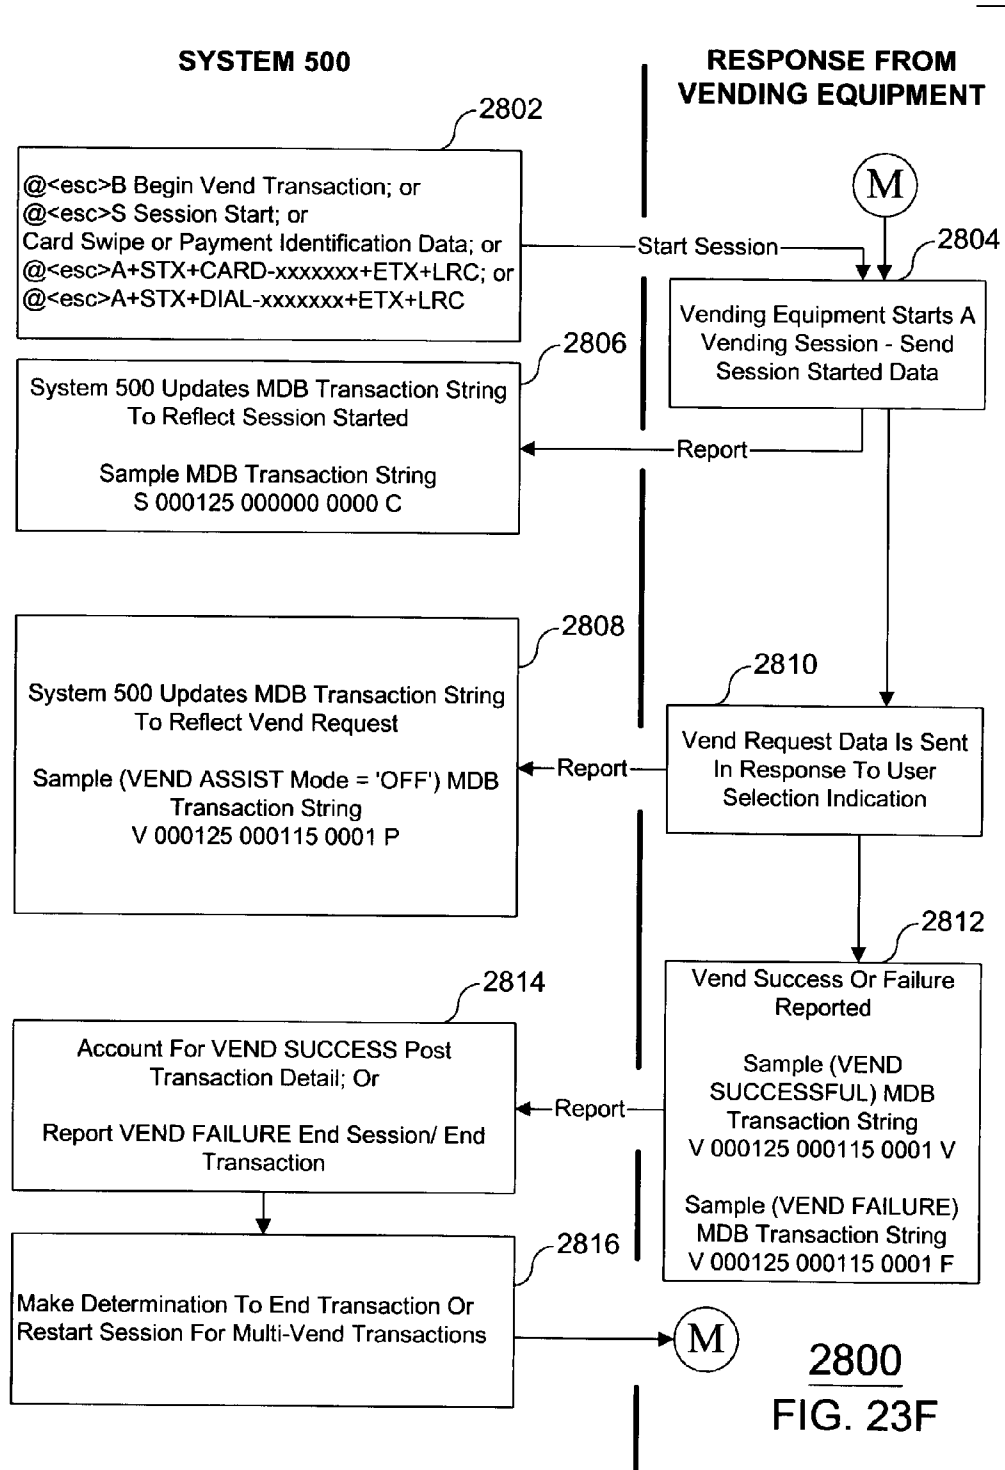 SYSTEM 500
RESPONSE FROM
VENDING EQUIPMENT
2802
@<esc>B Begin Vend Transaction; or
@<esc>S Session Start; or
Card Swipe or Payment Identification Data; or
@<esc>A+STX+CARD-xxxxxxx+ETX+LRC; or
@<esc>A+STX+DIAL-xxxxxxx+ETX+LRC
Start Session
M
2804
Vending Equipment Starts A
Vending Session - Send
Session Started Data
2806
System 500 Updates MDB Transaction String
To Reflect Session Started
Sample MDB Transaction String
S 000125 000000 0000 C
Report
2808
System 500 Updates MDB Transaction String
To Reflect Vend Request
Sample (VEND ASSIST Mode = 'OFF') MDB
Transaction String
V 000125 000115 0001 P
Report
2810
Vend Request Data Is Sent
In Response To User
Selection Indication
2812
Vend Success Or Failure
Reported
Sample (VEND
SUCCESSFUL) MDB
Transaction String
V 000125 000115 0001 V
Sample (VEND FAILURE)
MDB Transaction String
V 000125 000115 0001 F
2814
Account For VEND SUCCESS Post
Transaction Detail; Or
Report VEND FAILURE End Session/ End
Transaction
Report
2816
Make Determination To End Transaction Or
Restart Session For Multi-Vend Transactions
M
2800
FIG. 23F